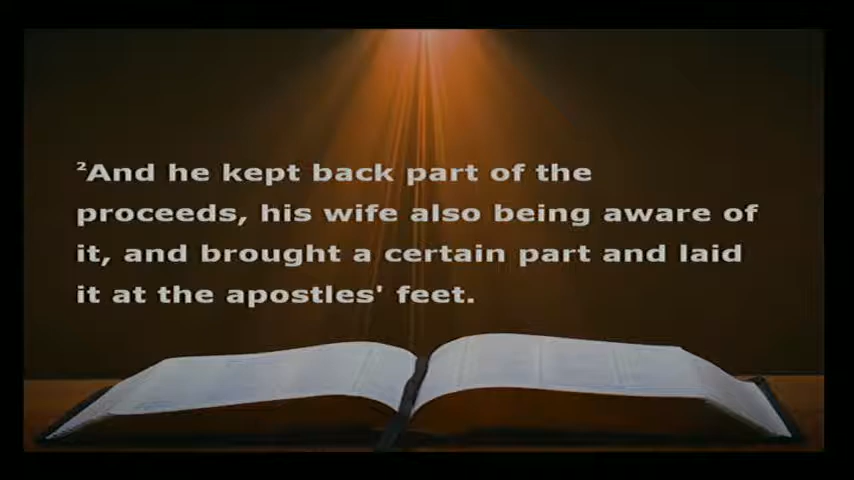 ²And he kept back part of the
proceeds, his wife also being aware of
it, and brought a certain part and laid
it at the apostles' feet.